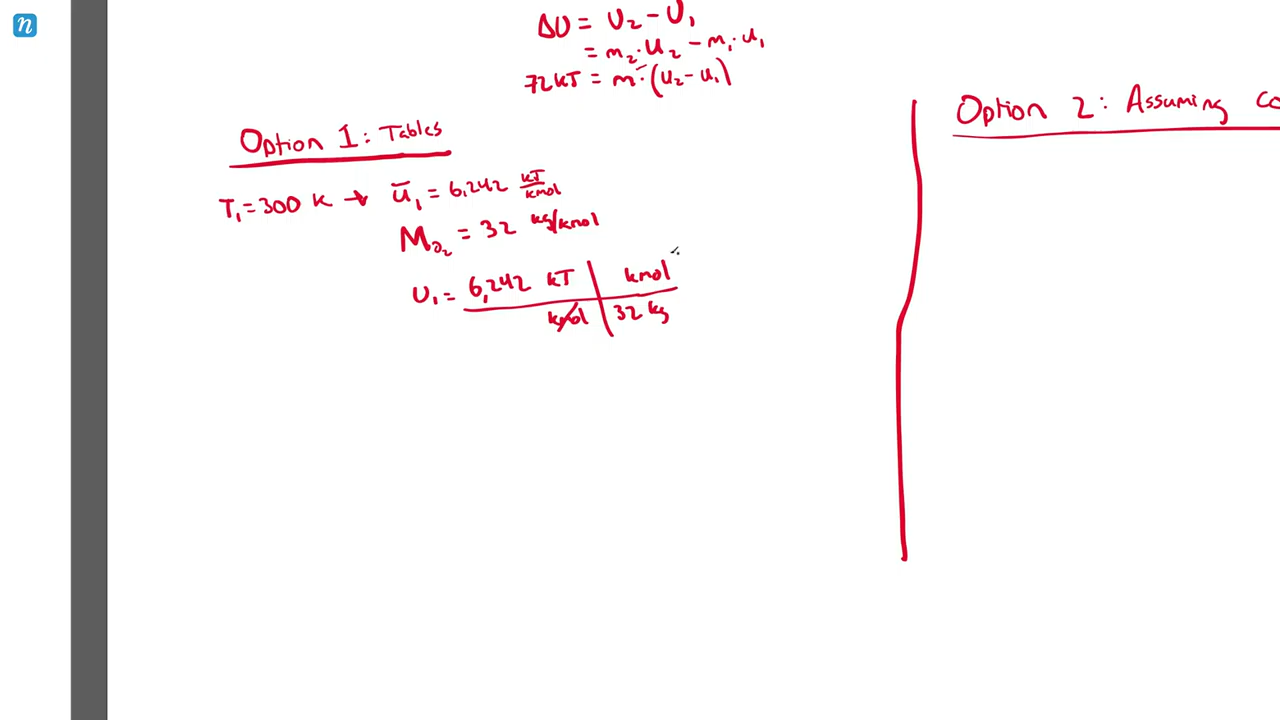 n
ΔU = U₂ - U₁
= m₂·u₂ - m₁·u₁
72 kJ = m·(u₂ - u₁)
Option 1: Tables
Option 2: Assuming Co
T₁ = 300 K → ū₁ = 6,242 kJ/kmol
M_O₂ = 32 kg/kmol
u₁ = 6,242 kJ | kmol
kmol | 32 kg